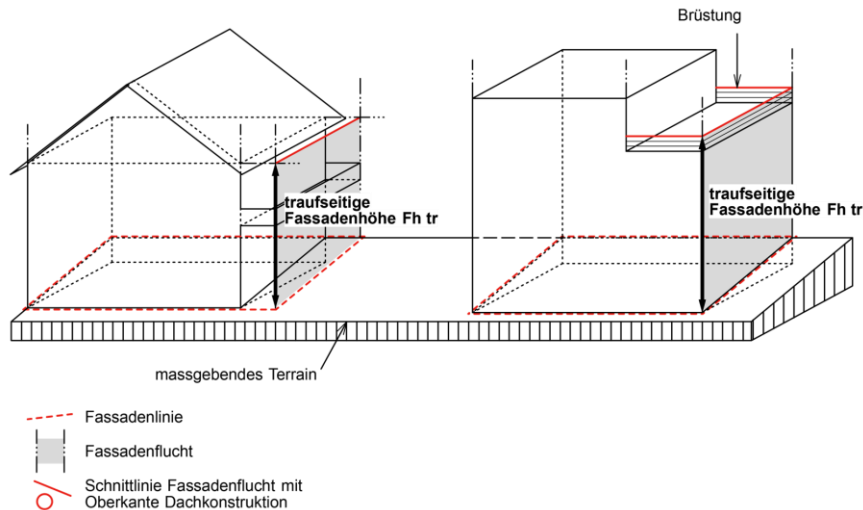 Brüstung
traufseitige
Fassadenhöhe Fh tr
traufseitige
Fassadenhöhe Fh tr
massgebendes Terrain
Fassadenlinie
Fassadenflucht
Schnittlinie Fassadenflucht mit
Oberkante Dachkonstruktion